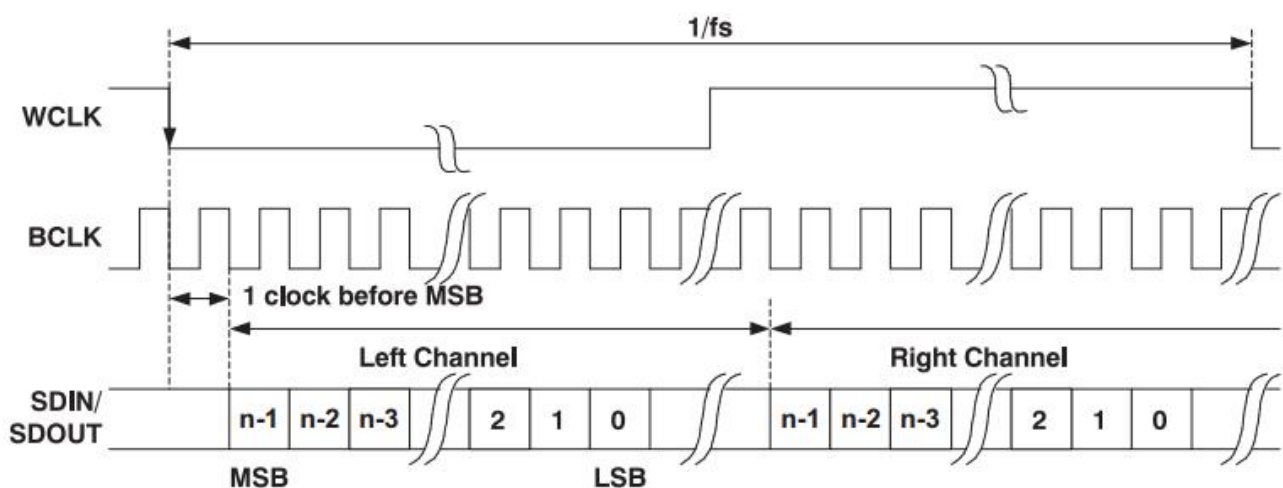 1/fs
WCLK
BCLK
1 clock before MSB
Left Channel
Right Channel
SDIN/
SDOUT
n-1 n-2 n-3 2 1 0 n-1 n-2 n-3 2 1 0
MSB LSB